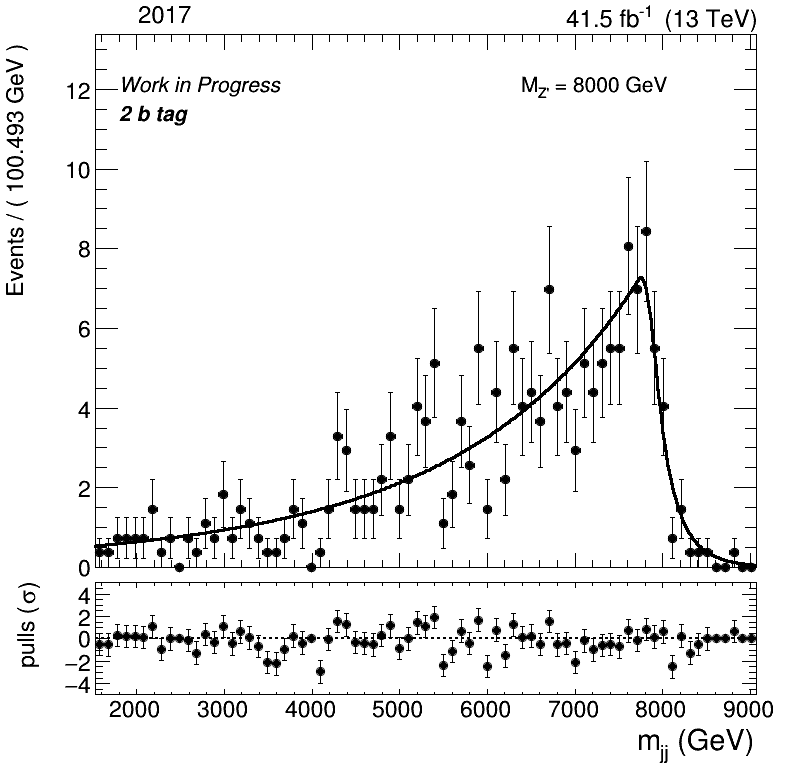 2017 41.5 fb⁻¹ (13 TeV)
Events / ( 100.493 GeV )
Work in Progress
2 b tag
M_Z' = 8000 GeV
12
10
8
6
4
2
0
pulls (σ)
4
2
0
−2
−4
2000 3000 4000 5000 6000 7000 8000 9000
m_jj (GeV)